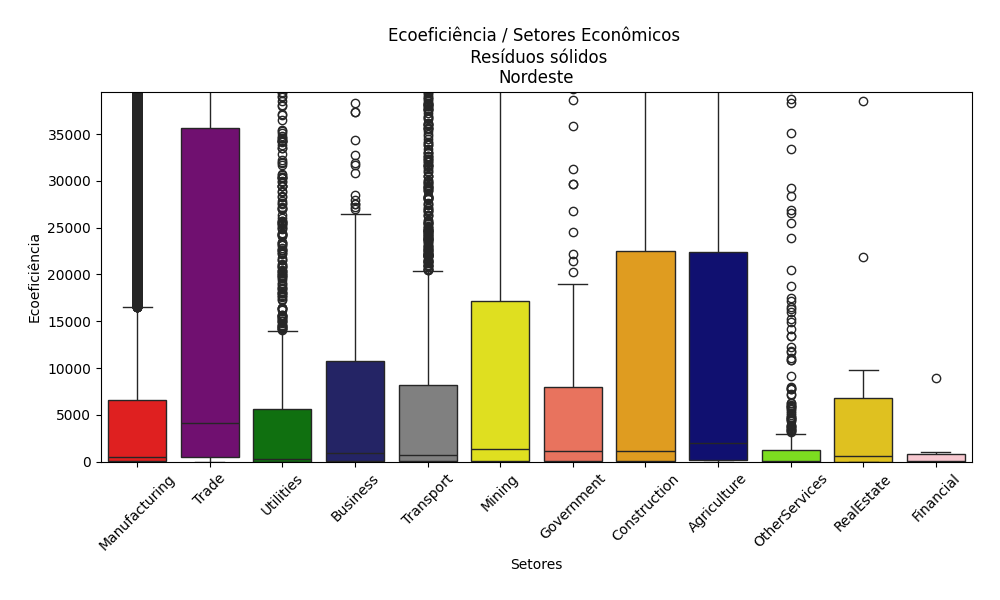 Ecoeficiência / Setores Econômicos
Resíduos sólidos
Nordeste
Ecoeficiência
35000
30000
25000
20000
15000
10000
5000
0
Manufacturing
Trade
Utilities
Business
Transport
Mining
Government
Construction
Agriculture
OtherServices
RealEstate
Financial
Setores